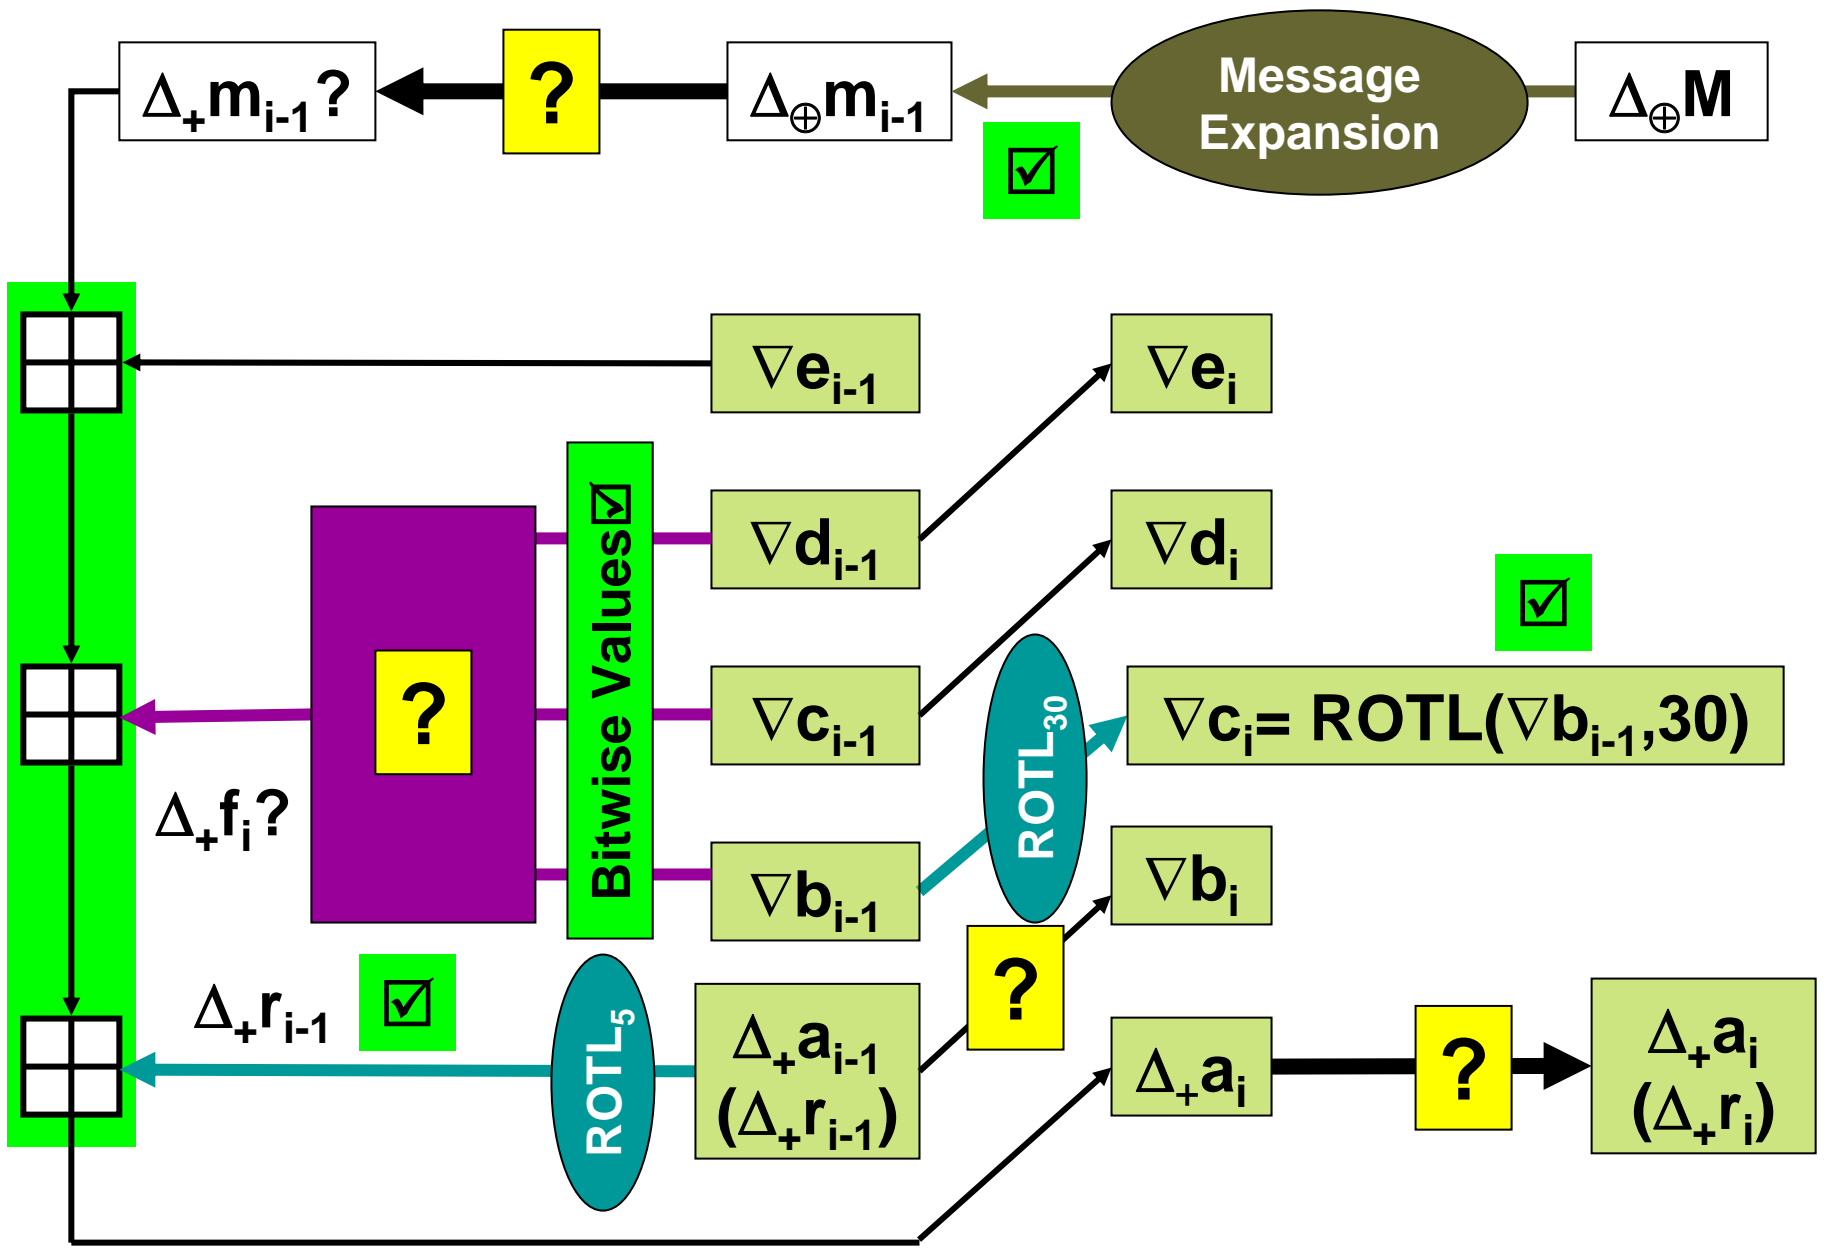 Δ₊mᵢ₋₁?
?
Δ⊕mᵢ₋₁
Message
Expansion
Δ⊕M
☑
∇eᵢ₋₁
∇eᵢ
Bitwise Values☑
∇dᵢ₋₁
∇dᵢ
☑
?
∇cᵢ₋₁
ROTL₃₀
∇cᵢ= ROTL(∇bᵢ₋₁,30)
Δ₊fᵢ?
∇bᵢ₋₁
∇bᵢ
Δ₊rᵢ₋₁
☑
ROTL₅
Δ₊aᵢ₋₁
(Δ₊rᵢ₋₁)
?
Δ₊aᵢ
?
Δ₊aᵢ
(Δ₊rᵢ)